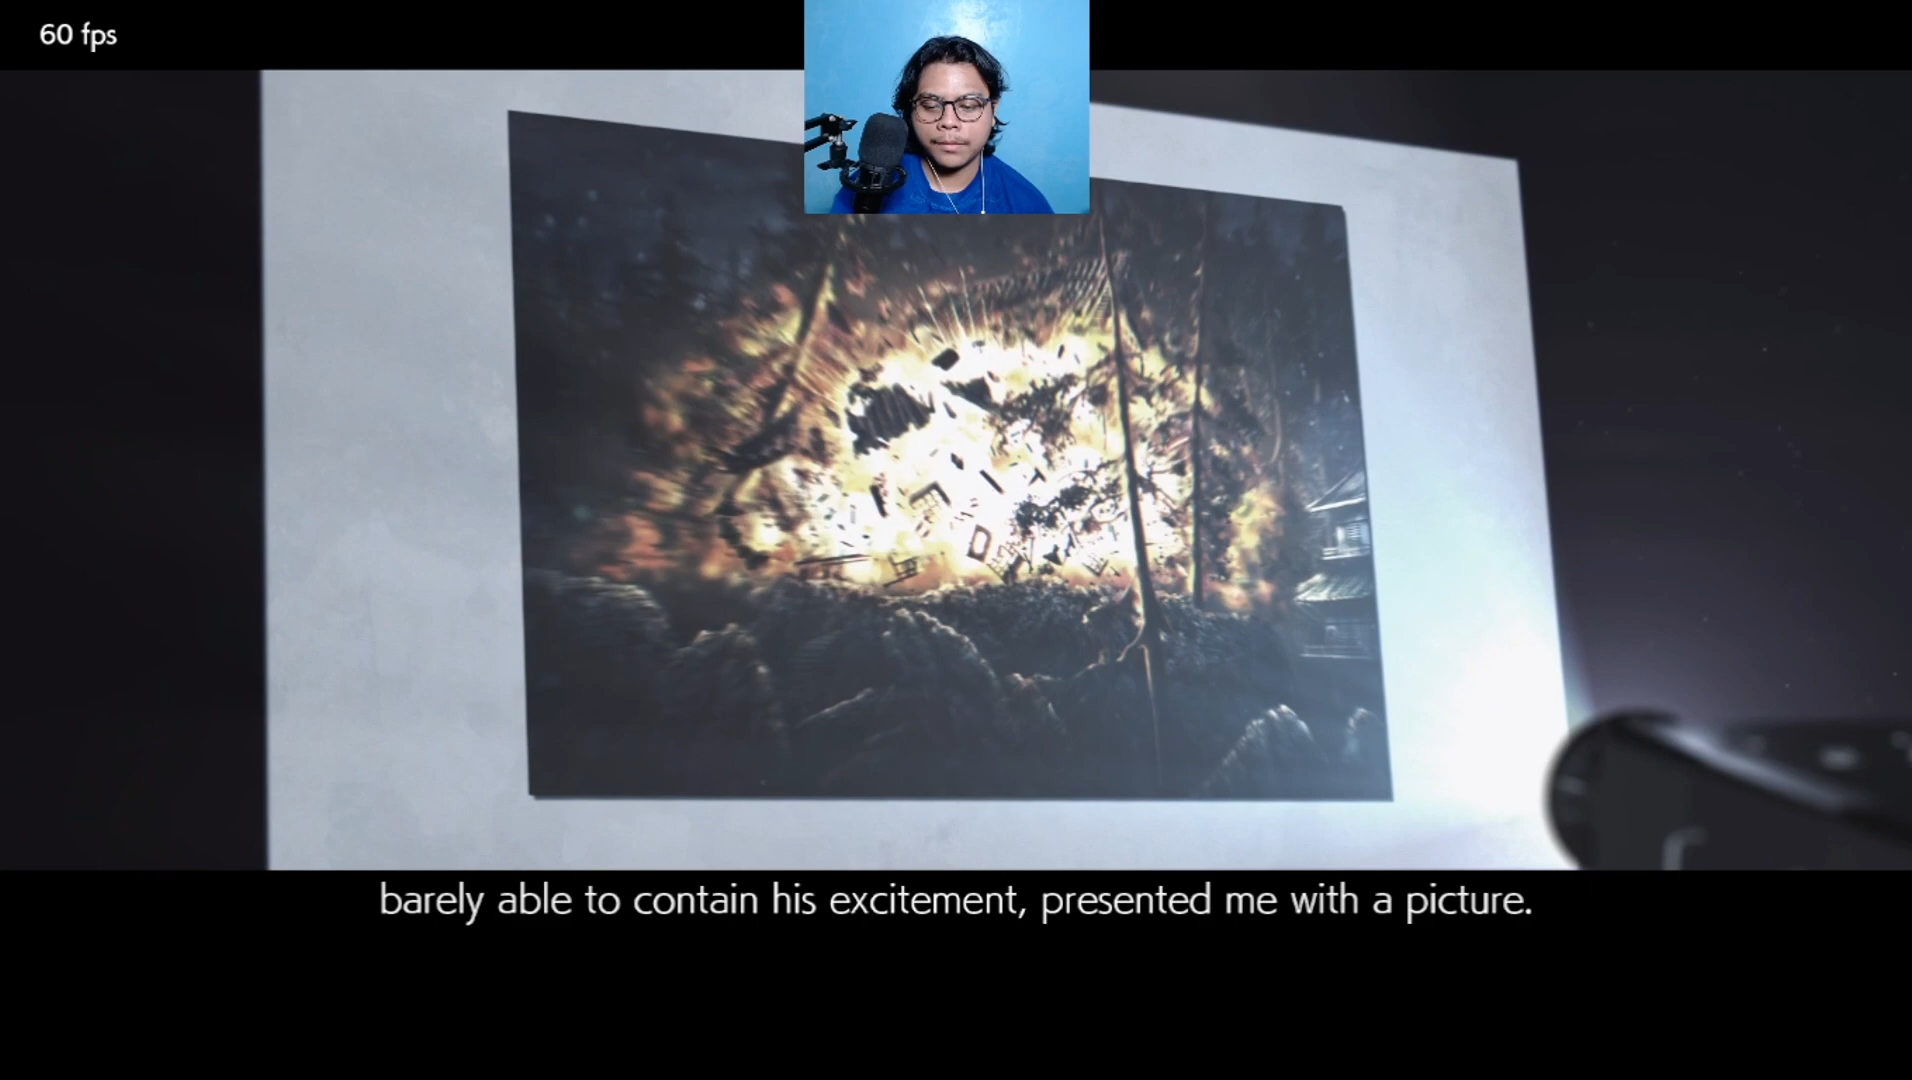 60 fps
barely able to contain his excitement, presented me with a picture.